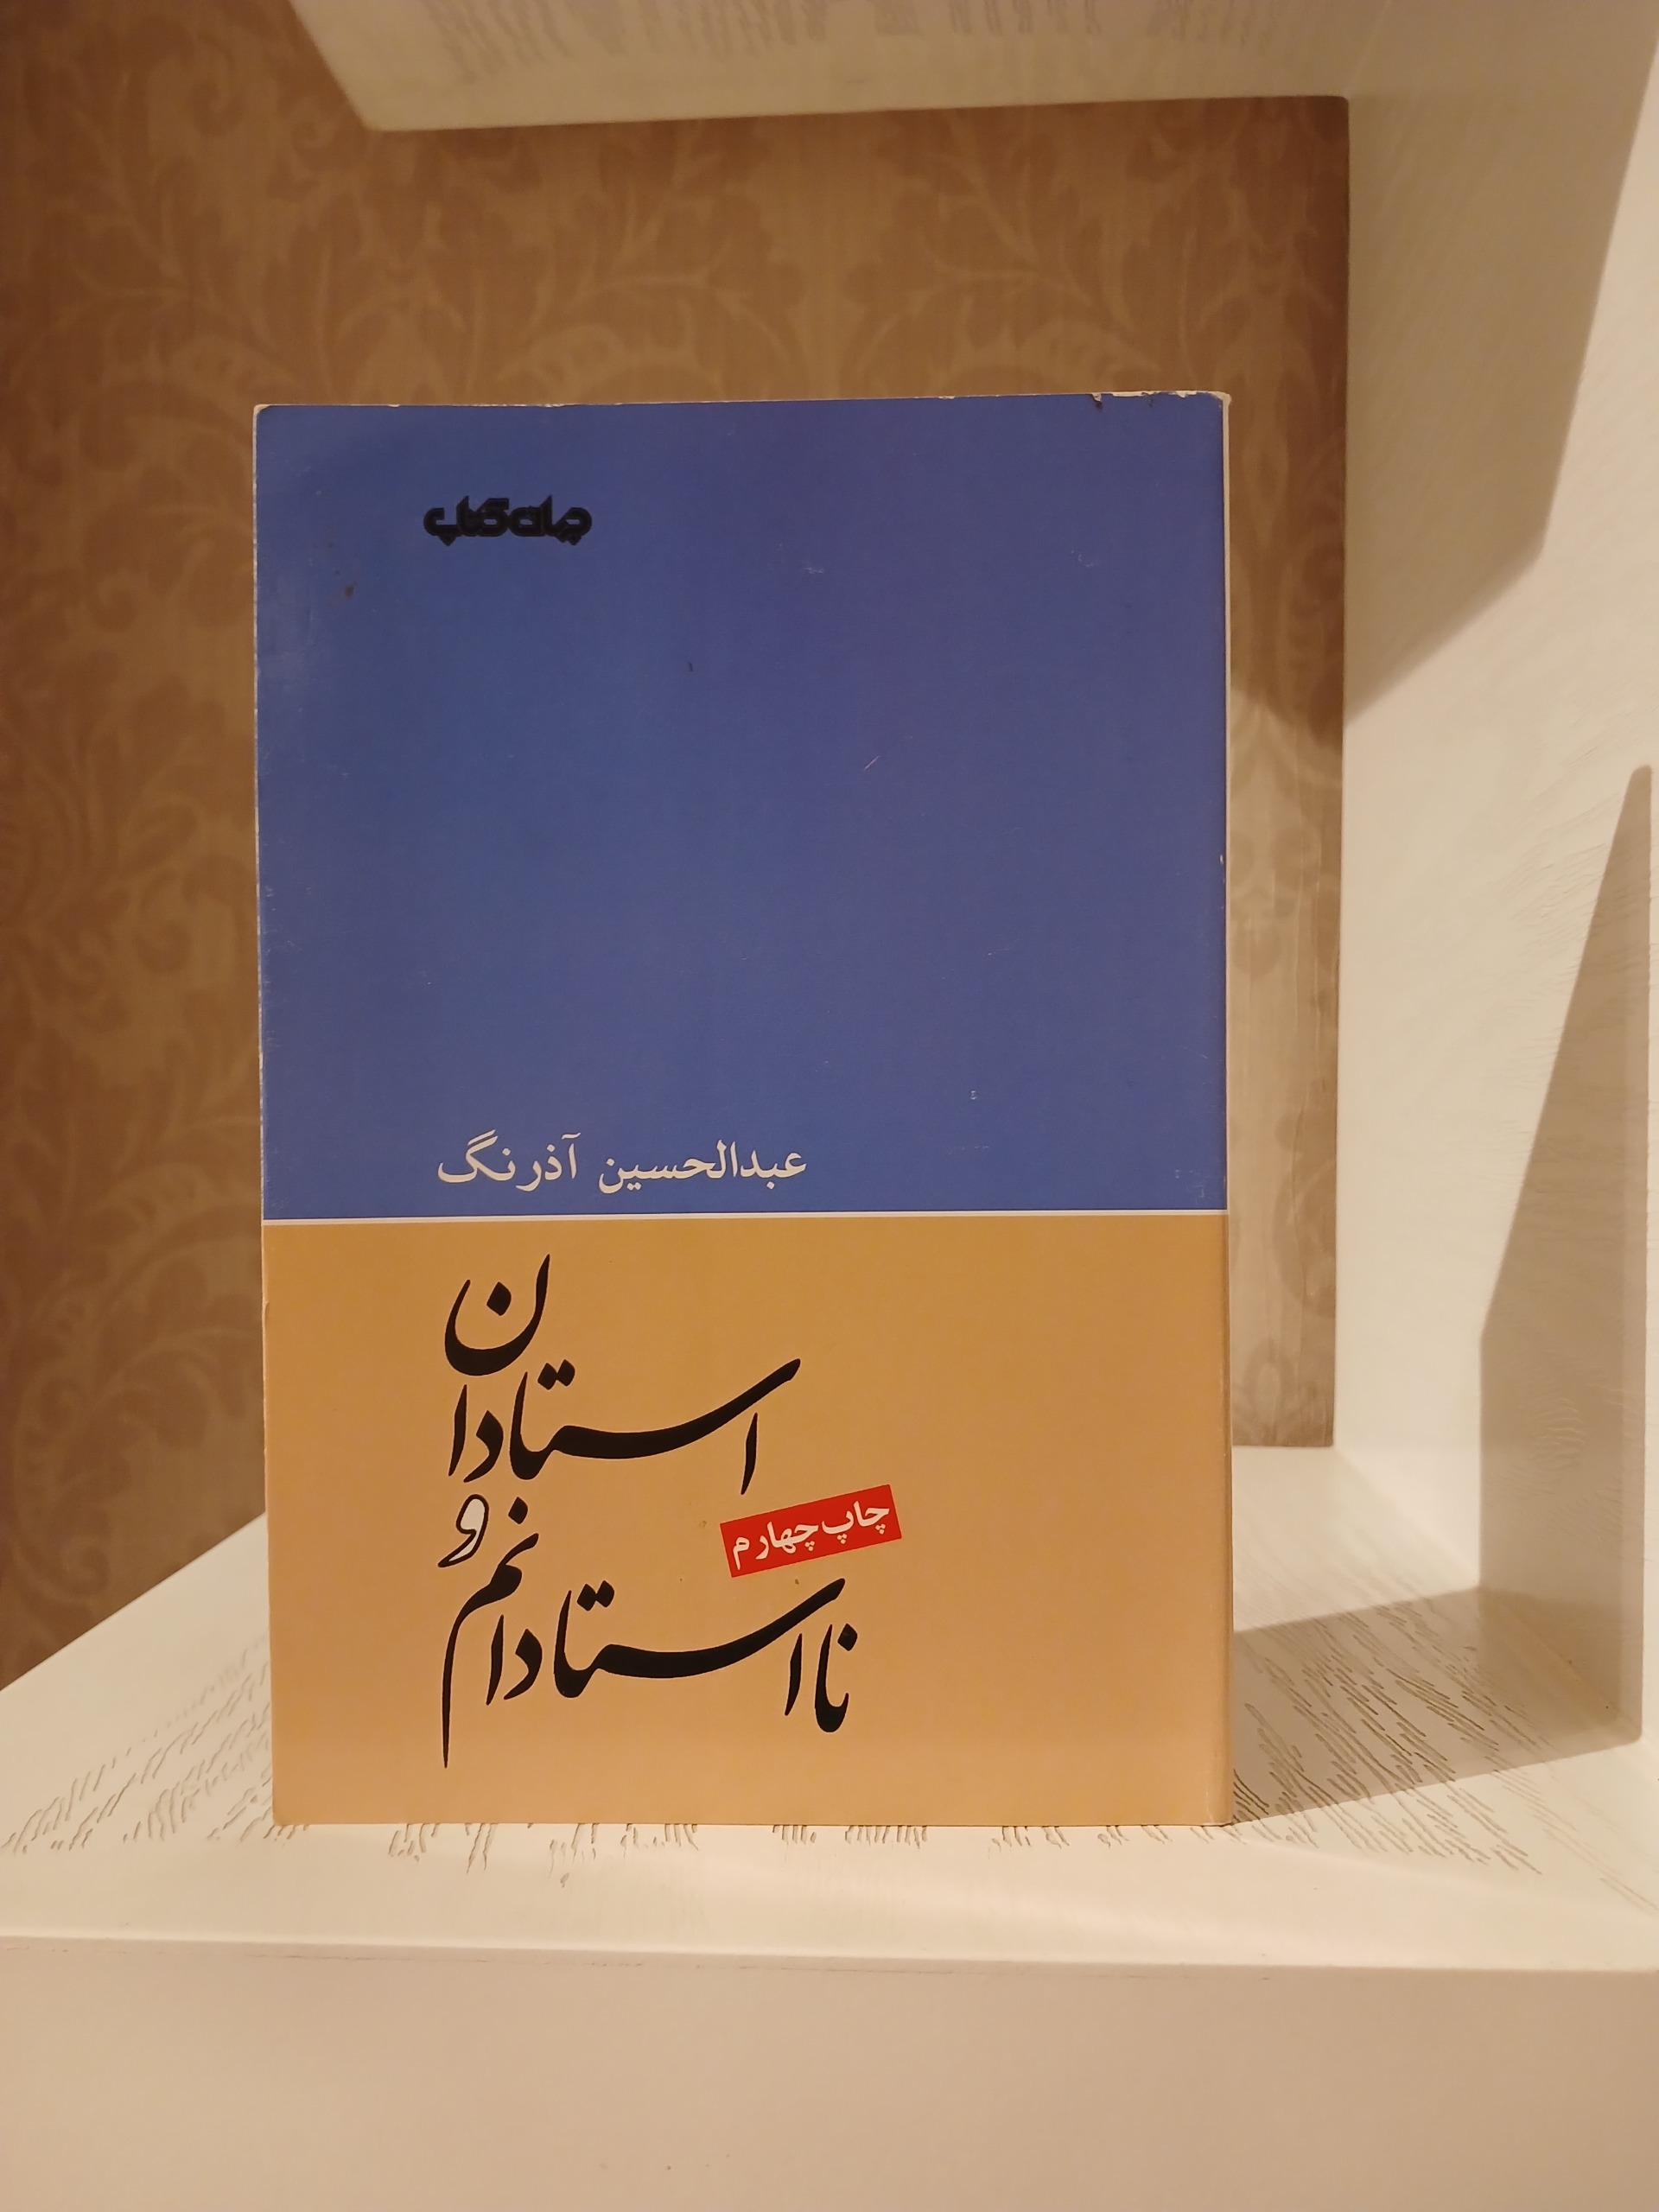 جهان کتاب
عبدالحسین آذرنگ
استادان
و
نااستادانم
چاپ چهارم